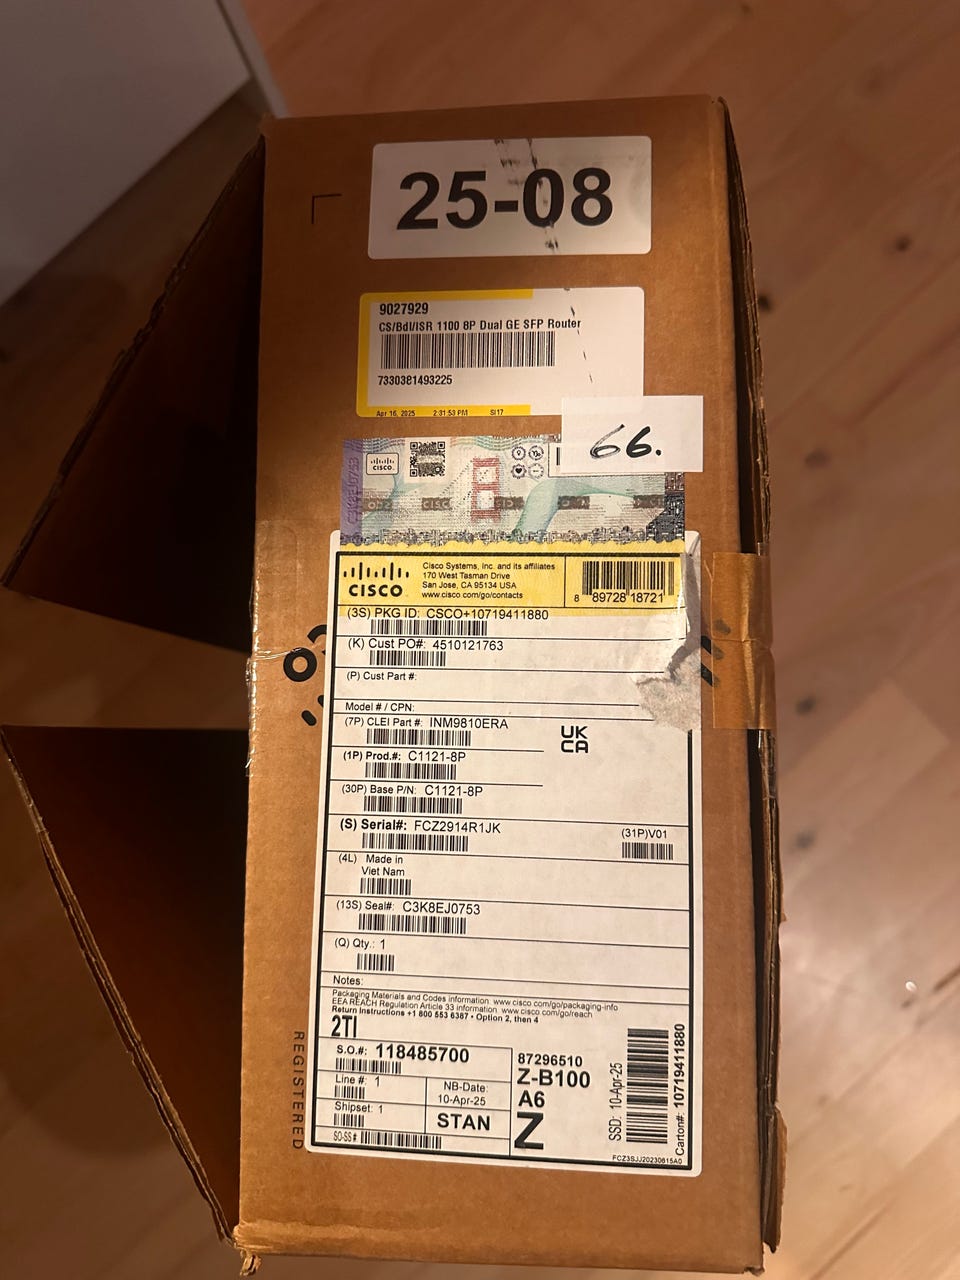 25-08
9027929
CS/Bdl/ISR 1100 8P Dual GE SFP Router
7330381493225
Apr 16, 2025 2:31:53 PM SI17
66.
CISCO
C3K8EJ0753
CISCO
CISCO
Cisco Systems, Inc. and its affiliates
170 West Tasman Drive
San Jose, CA 95134 USA
www.cisco.com/go/contacts
8 89728 18721
(3S) PKG ID: CSCO+10719411880
(K) Cust PO#: 4510121763
(P) Cust Part #:
Model # / CPN:
(7P) CLEI Part #: INM9810ERA
UK
CA
(1P) Prod.#: C1121-8P
(30P) Base P/N: C1121-8P
(S) Serial#: FCZ2914R1JK
(31P)V01
(4L) Made in
Viet Nam
(13S) Seal#: C3K8EJ0753
(Q) Qty.: 1
Notes:
Packaging Materials and Codes information www.cisco.com/go/packaging-info
EEA REACH Regulation Article 33 information www.cisco.com/go/reach
Return Instructions +1 800 553 6387 • Option 2, then 4
2TI
S.O.#: 118485700
Line #: 1
NB-Date:
10-Apr-25
Shipset: 1
STAN
SO-SS #
87296510
Z-B100
A6
Z
SSD: 10-Apr-25
Carton#: 10719411880
FCZ3SJJ20230615A0
REGISTERED